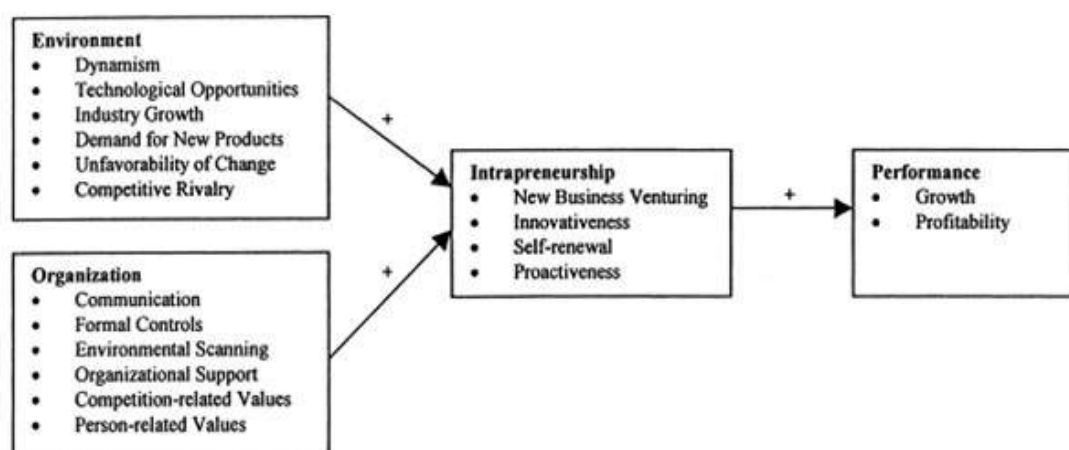 Environment
• Dynamism
• Technological Opportunities
• Industry Growth
• Demand for New Products
• Unfavorability of Change
• Competitive Rivalry
+
Organization
• Communication
• Formal Controls
• Environmental Scanning
• Organizational Support
• Competition-related Values
• Person-related Values
+
Intrapreneurship
• New Business Venturing
• Innovativeness
• Self-renewal
• Proactiveness
+
Performance
• Growth
• Profitability